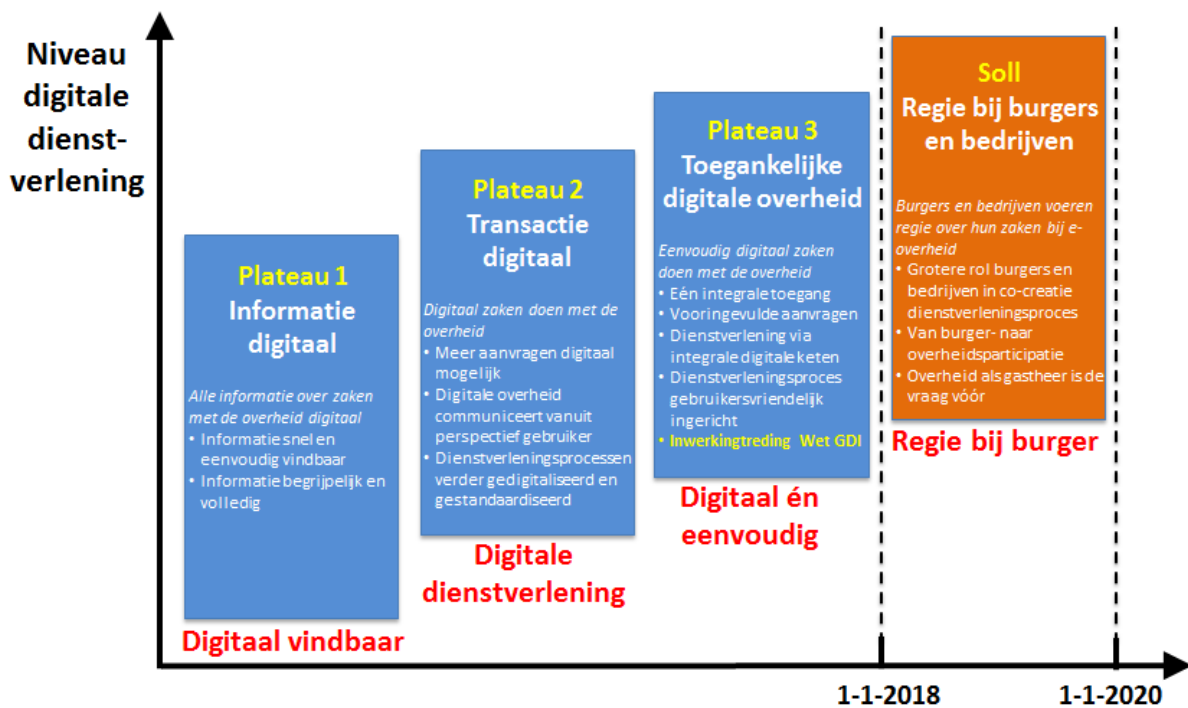 Niveau
digitale
dienst-
verlening
Plateau 1
Informatie
digitaal
Alle informatie over zaken
met de overheid digitaal
• Informatie snel en
eenvoudig vindbaar
• Informatie begrijpelijk en
volledig
Digitaal vindbaar
Plateau 2
Transactie
digitaal
Digitaal zaken doen met de
overheid
• Meer aanvragen digitaal
mogelijk
• Digitale overheid
communiceert vanuit
perspectief gebruiker
• Dienstverleningsprocessen
verder gedigitaliseerd en
gestandaardiseerd
Digitale
dienstverlening
Plateau 3
Toegankelijke
digitale overheid
Eenvoudig digitaal zaken
doen met de overheid
• Eén integrale toegang
• Vooringevulde aanvragen
• Dienstverlening via
integrale digitale keten
• Dienstverleningsproces
gebruikersvriendelijk
ingericht
• Inwerkingtreding Wet GDI
Digitaal én
eenvoudig
Soll
Regie bij burgers
en bedrijven
Burgers en bedrijven voeren
regie over hun zaken bij e-
overheid
• Grotere rol burgers en
bedrijven in co-creatie
dienstverleningsproces
• Van burger- naar
overheidsparticipatie
• Overheid als gastheer is de
vraag vóór
Regie bij burger
1-1-2018
1-1-2020